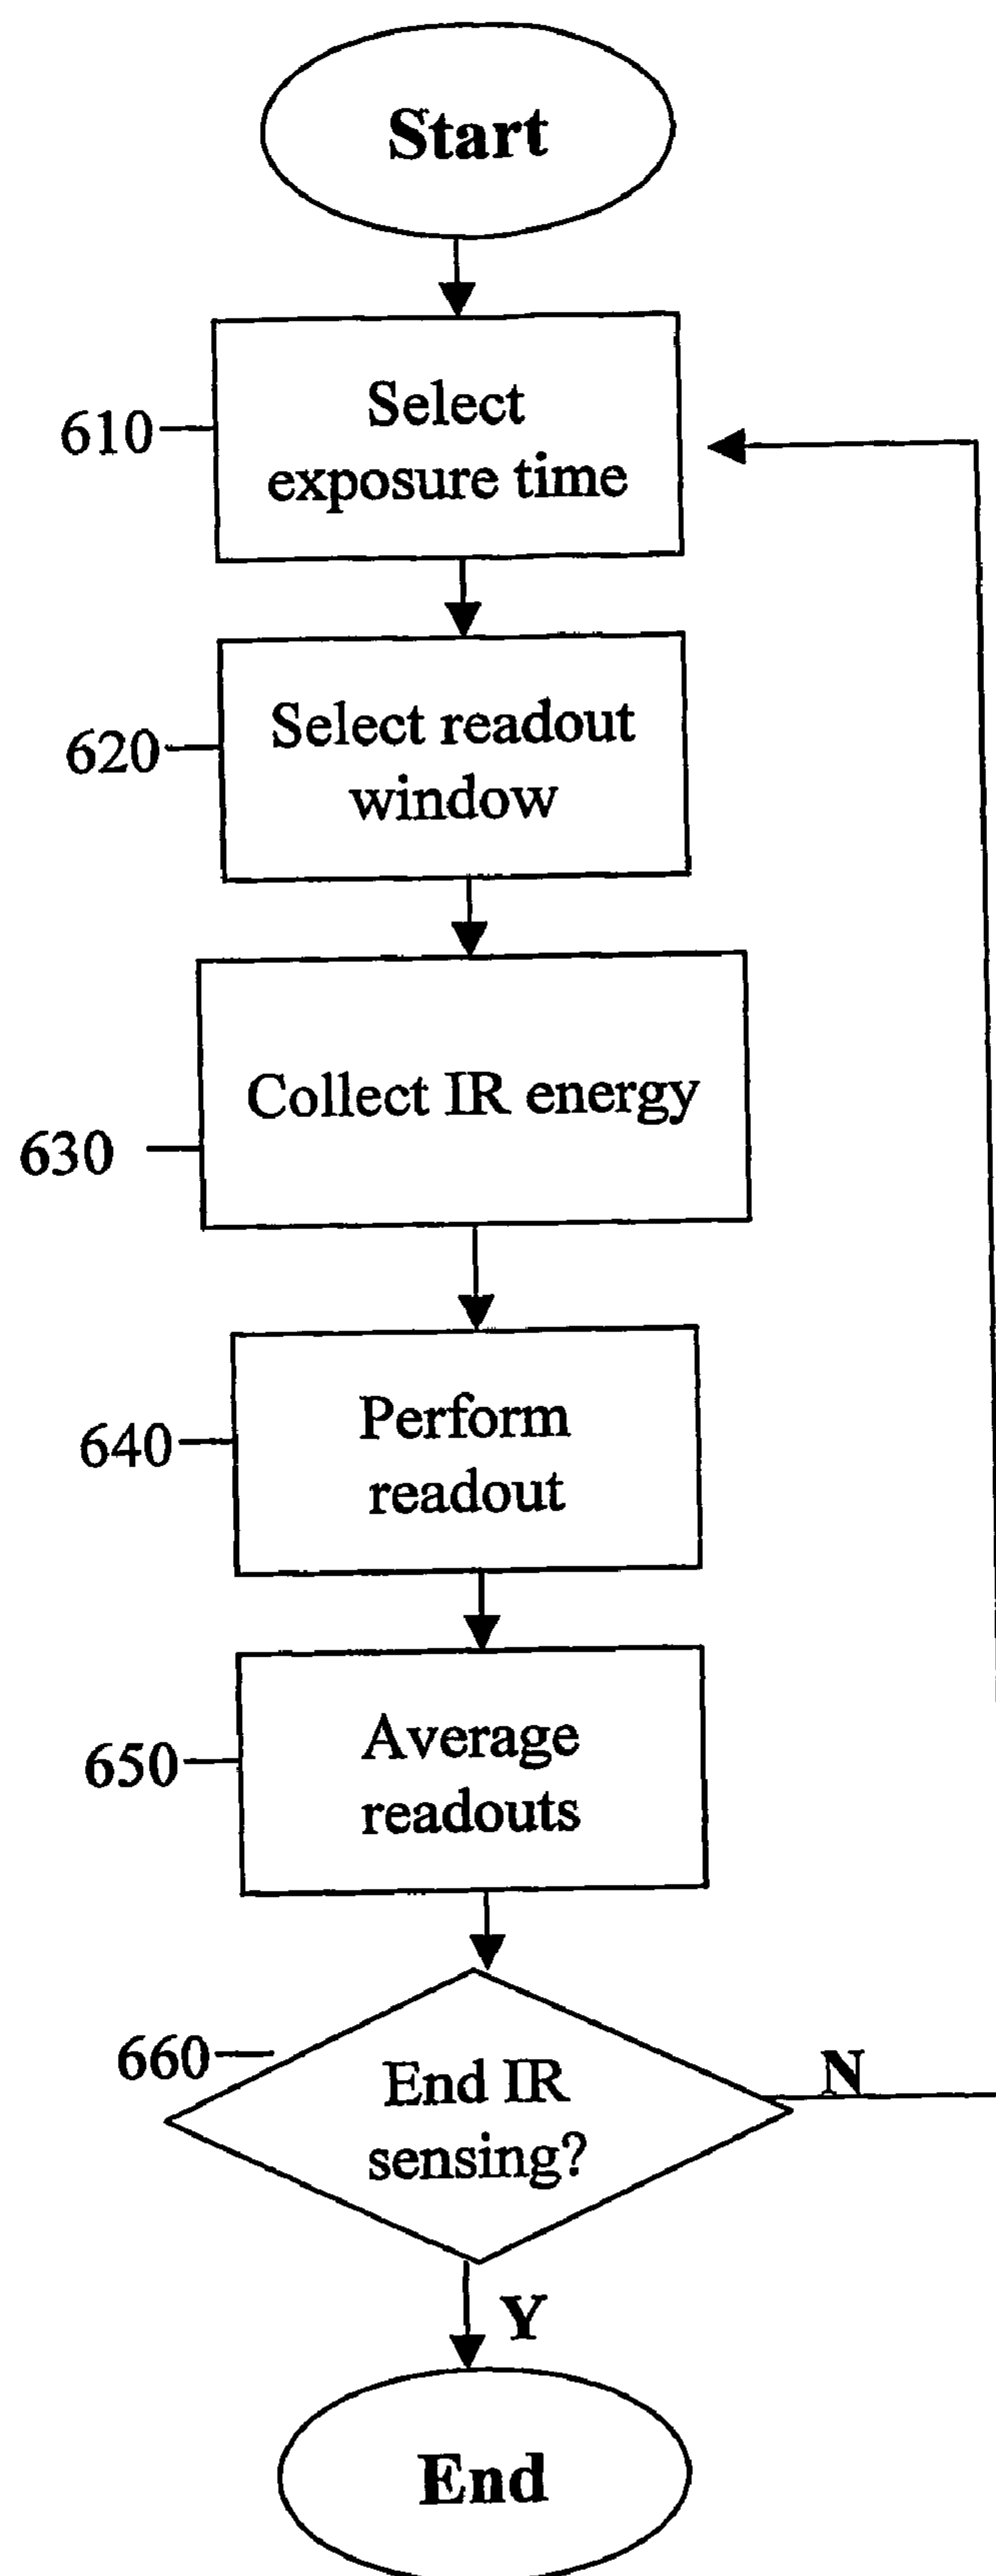 Start
610
Select
exposure time
620
Select readout
window
630
Collect IR energy
640
Perform
readout
650
Average
readouts
660
End IR
sensing?
N
Y
End